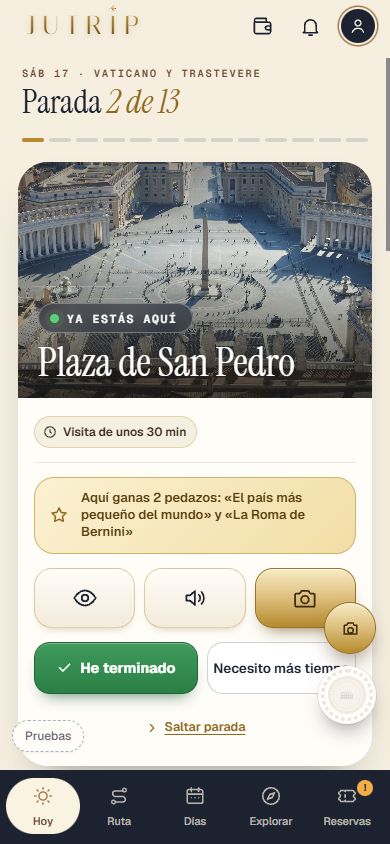 JUTRIP
SÁB 17 · VATICANO Y TRASTEVERE
Parada 2 de 13
YA ESTÁS AQUÍ
Plaza de San Pedro
Visita de unos 30 min
Aquí ganas 2 pedazos: «El país más
pequeño del mundo» y «La Roma de
Bernini»
He terminado
Necesito más tiempo
Saltar parada
Pruebas
!
Hoy
Ruta
Días
Explorar
Reservas